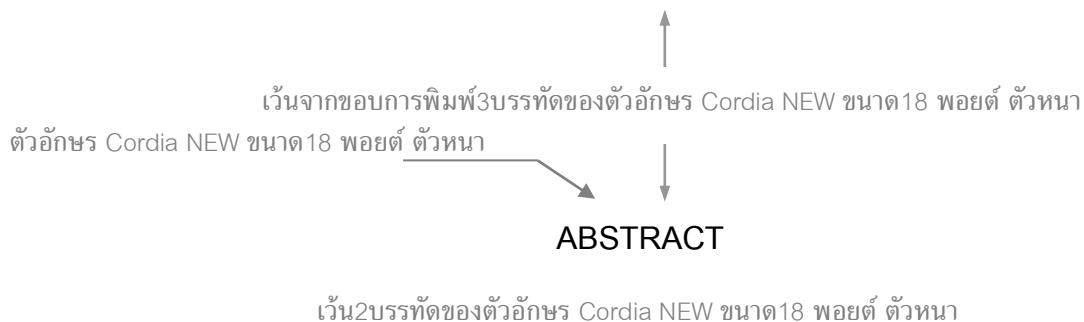 เว้นจากขอบการพิมพ์3บรรทัดของตัวอักษร Cordia NEW ขนาด18 พอยต์ ตัวหนา
ตัวอักษร Cordia NEW ขนาด18 พอยต์ ตัวหนา
ABSTRACT
เว้น2บรรทัดของตัวอักษร Cordia NEW ขนาด18 พอยต์ ตัวหนา